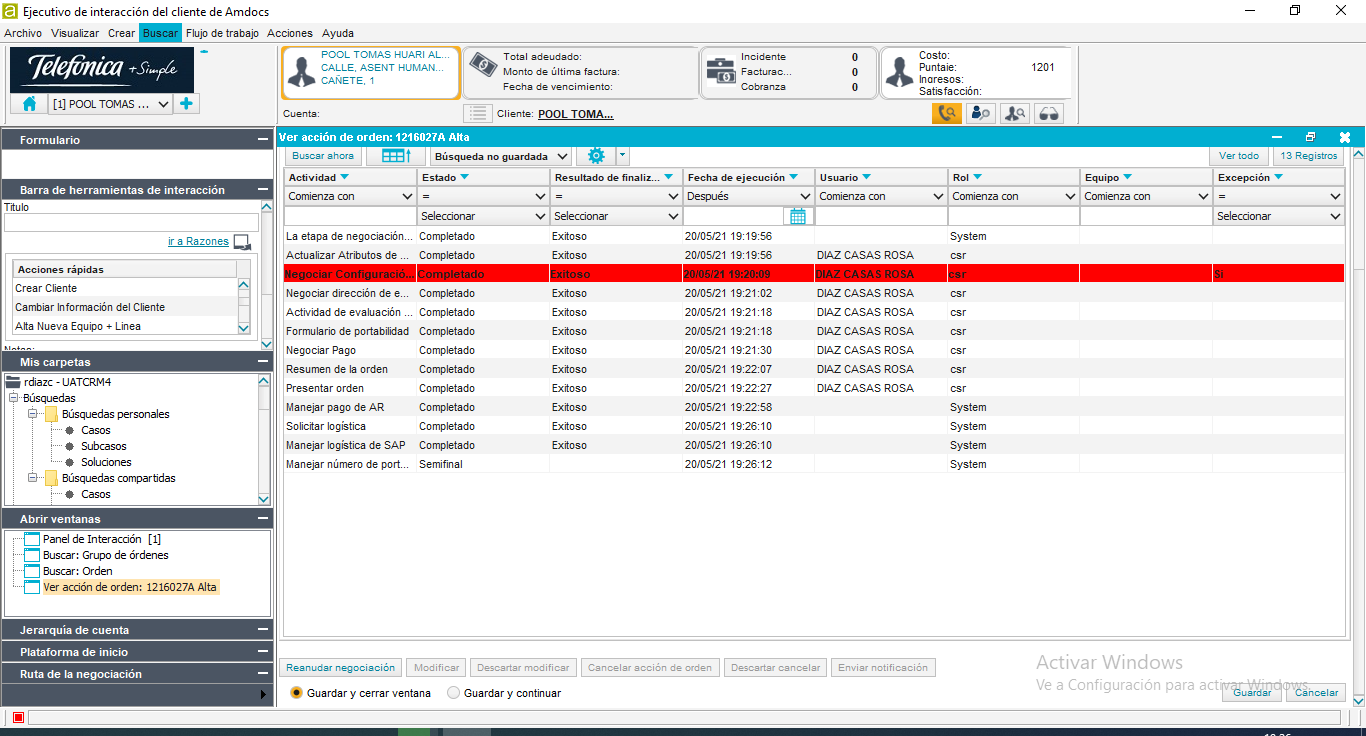 Ejecutivo de interacción del cliente de Amdocs
Archivo Visualizar Crear Buscar Flujo de trabajo Acciones Ayuda
Telefónica +Simple
[1] POOL TOMAS ...
POOL TOMAS HUARI AL...
CALLE, ASENT HUMAN...
CAÑETE, 1
Total adeudado:
Monto de última factura:
Fecha de vencimiento:
Incidente 0
Facturac... 0
Cobranza 0
Costo:
Puntaje: 1201
Ingresos:
Satisfacción:
Cuenta:
Cliente: POOL TOMA...
Formulario
Barra de herramientas de interacción
Título
ir a Razones
Acciones rápidas
Crear Cliente
Cambiar Información del Cliente
Alta Nueva Equipo + Linea
Notas:
Mis carpetas
rdiazc - UATCRM4
Búsquedas
Búsquedas personales
Casos
Subcasos
Soluciones
Búsquedas compartidas
Casos
Abrir ventanas
Panel de Interacción [1]
Buscar: Grupo de órdenes
Buscar: Orden
Ver acción de orden: 1216027A Alta
Jerarquía de cuenta
Plataforma de inicio
Ruta de la negociación
Ver acción de orden: 1216027A Alta
Buscar ahora Búsqueda no guardada Ver todo 13 Registros
Actividad Estado Resultado de finaliz... Fecha de ejecución Usuario Rol Equipo Excepción
Comienza con = = Después Comienza con Comienza con Comienza con =
Seleccionar Seleccionar Seleccionar
La etapa de negociación... Completado Exitoso 20/05/21 19:19:56 System
Actualizar Atributos de ... Completado Exitoso 20/05/21 19:19:56 DIAZ CASAS ROSA csr
Negociar Configuració... Completado Exitoso 20/05/21 19:20:09 DIAZ CASAS ROSA csr Sí
Negociar dirección de e... Completado Exitoso 20/05/21 19:21:02 DIAZ CASAS ROSA csr
Actividad de evaluación ... Completado Exitoso 20/05/21 19:21:18 DIAZ CASAS ROSA csr
Formulario de portabilidad Completado Exitoso 20/05/21 19:21:18 DIAZ CASAS ROSA csr
Negociar Pago Completado Exitoso 20/05/21 19:21:30 DIAZ CASAS ROSA csr
Resumen de la orden Completado Exitoso 20/05/21 19:22:07 DIAZ CASAS ROSA csr
Presentar orden Completado Exitoso 20/05/21 19:22:27 DIAZ CASAS ROSA csr
Manejar pago de AR Completado Exitoso 20/05/21 19:22:58 System
Solicitar logística Completado Exitoso 20/05/21 19:26:10 System
Manejar logística de SAP Completado Exitoso 20/05/21 19:26:10 System
Manejar número de port... Semifinal 20/05/21 19:26:12 System
Reanudar negociación Modificar Descartar modificar Cancelar acción de orden Descartar cancelar Enviar notificación
Guardar y cerrar ventana Guardar y continuar
Activar Windows
Ve a Configuración para activar Windows.
Guardar Cancelar